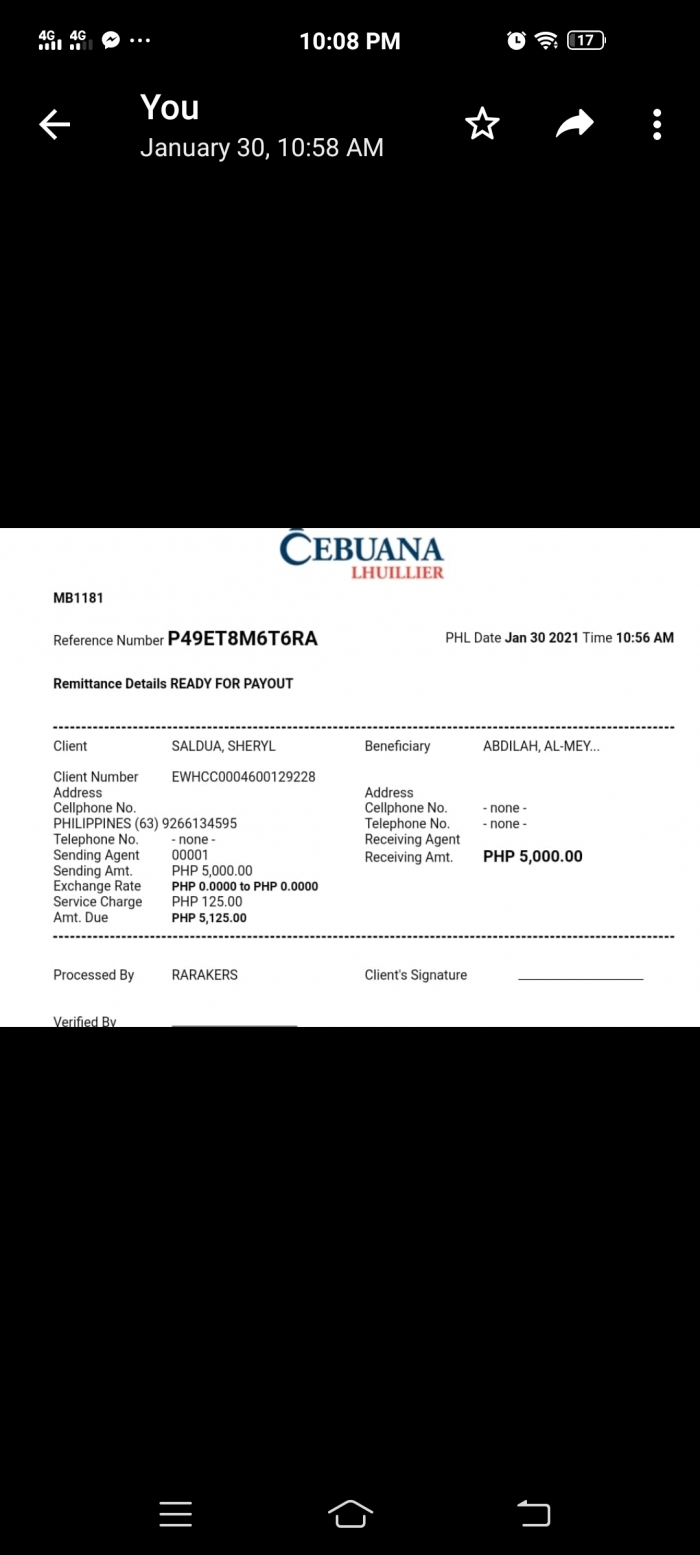 4G 4G ... 10:08 PM 17
You
January 30, 10:58 AM
CEBUANA
LHUILLIER
MB1181
Reference Number P49ET8M6T6RA PHL Date Jan 30 2021 Time 10:56 AM
Remittance Details READY FOR PAYOUT
Client SALDUA, SHERYL Beneficiary ABDILAH, AL-MEY...
Client Number EWHCC0004600129228
Address Address
Cellphone No. Cellphone No. - none -
PHILIPPINES (63) 9266134595 Telephone No. - none -
Telephone No. - none - Receiving Agent
Sending Agent 00001 Receiving Amt. PHP 5,000.00
Sending Amt. PHP 5,000.00
Exchange Rate PHP 0.0000 to PHP 0.0000
Service Charge PHP 125.00
Amt. Due PHP 5,125.00
Processed By RARAKERS Client's Signature
Verified By